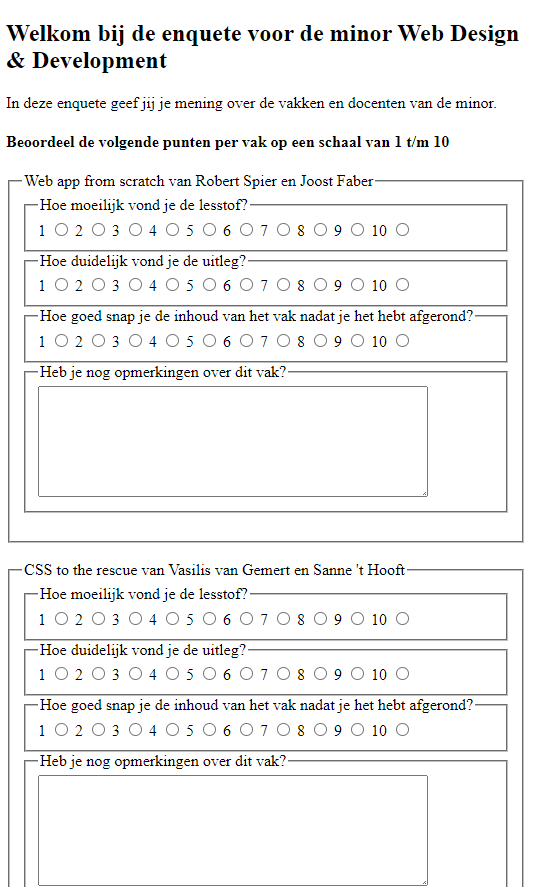 Welkom bij de enquete voor de minor Web Design
& Development
In deze enquete geef jij je mening over de vakken en docenten van de minor.
Beoordeel de volgende punten per vak op een schaal van 1 t/m 10
Web app from scratch van Robert Spier en Joost Faber
Hoe moeilijk vond je de lesstof?
1 2 3 4 5 6 7 8 9 10
Hoe duidelijk vond je de uitleg?
1 2 3 4 5 6 7 8 9 10
Hoe goed snap je de inhoud van het vak nadat je het hebt afgerond?
1 2 3 4 5 6 7 8 9 10
Heb je nog opmerkingen over dit vak?
CSS to the rescue van Vasilis van Gemert en Sanne 't Hooft
Hoe moeilijk vond je de lesstof?
1 2 3 4 5 6 7 8 9 10
Hoe duidelijk vond je de uitleg?
1 2 3 4 5 6 7 8 9 10
Hoe goed snap je de inhoud van het vak nadat je het hebt afgerond?
1 2 3 4 5 6 7 8 9 10
Heb je nog opmerkingen over dit vak?